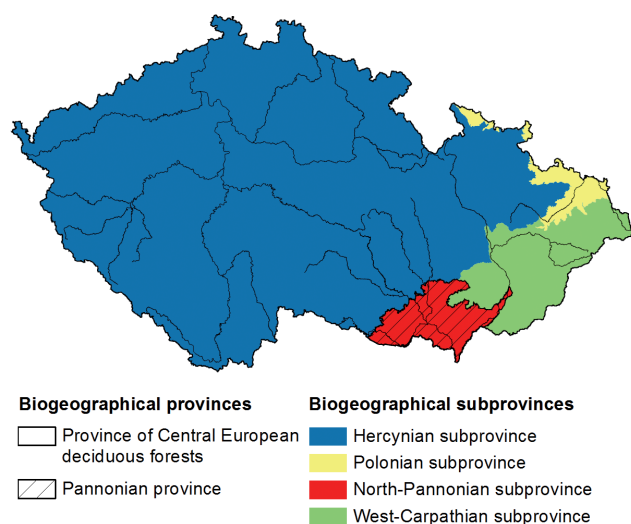 Biogeographical provinces
Province of Central European
deciduous forests
Pannonian province
Biogeographical subprovinces
Hercynian subprovince
Polonian subprovince
North-Pannonian subprovince
West-Carpathian subprovince